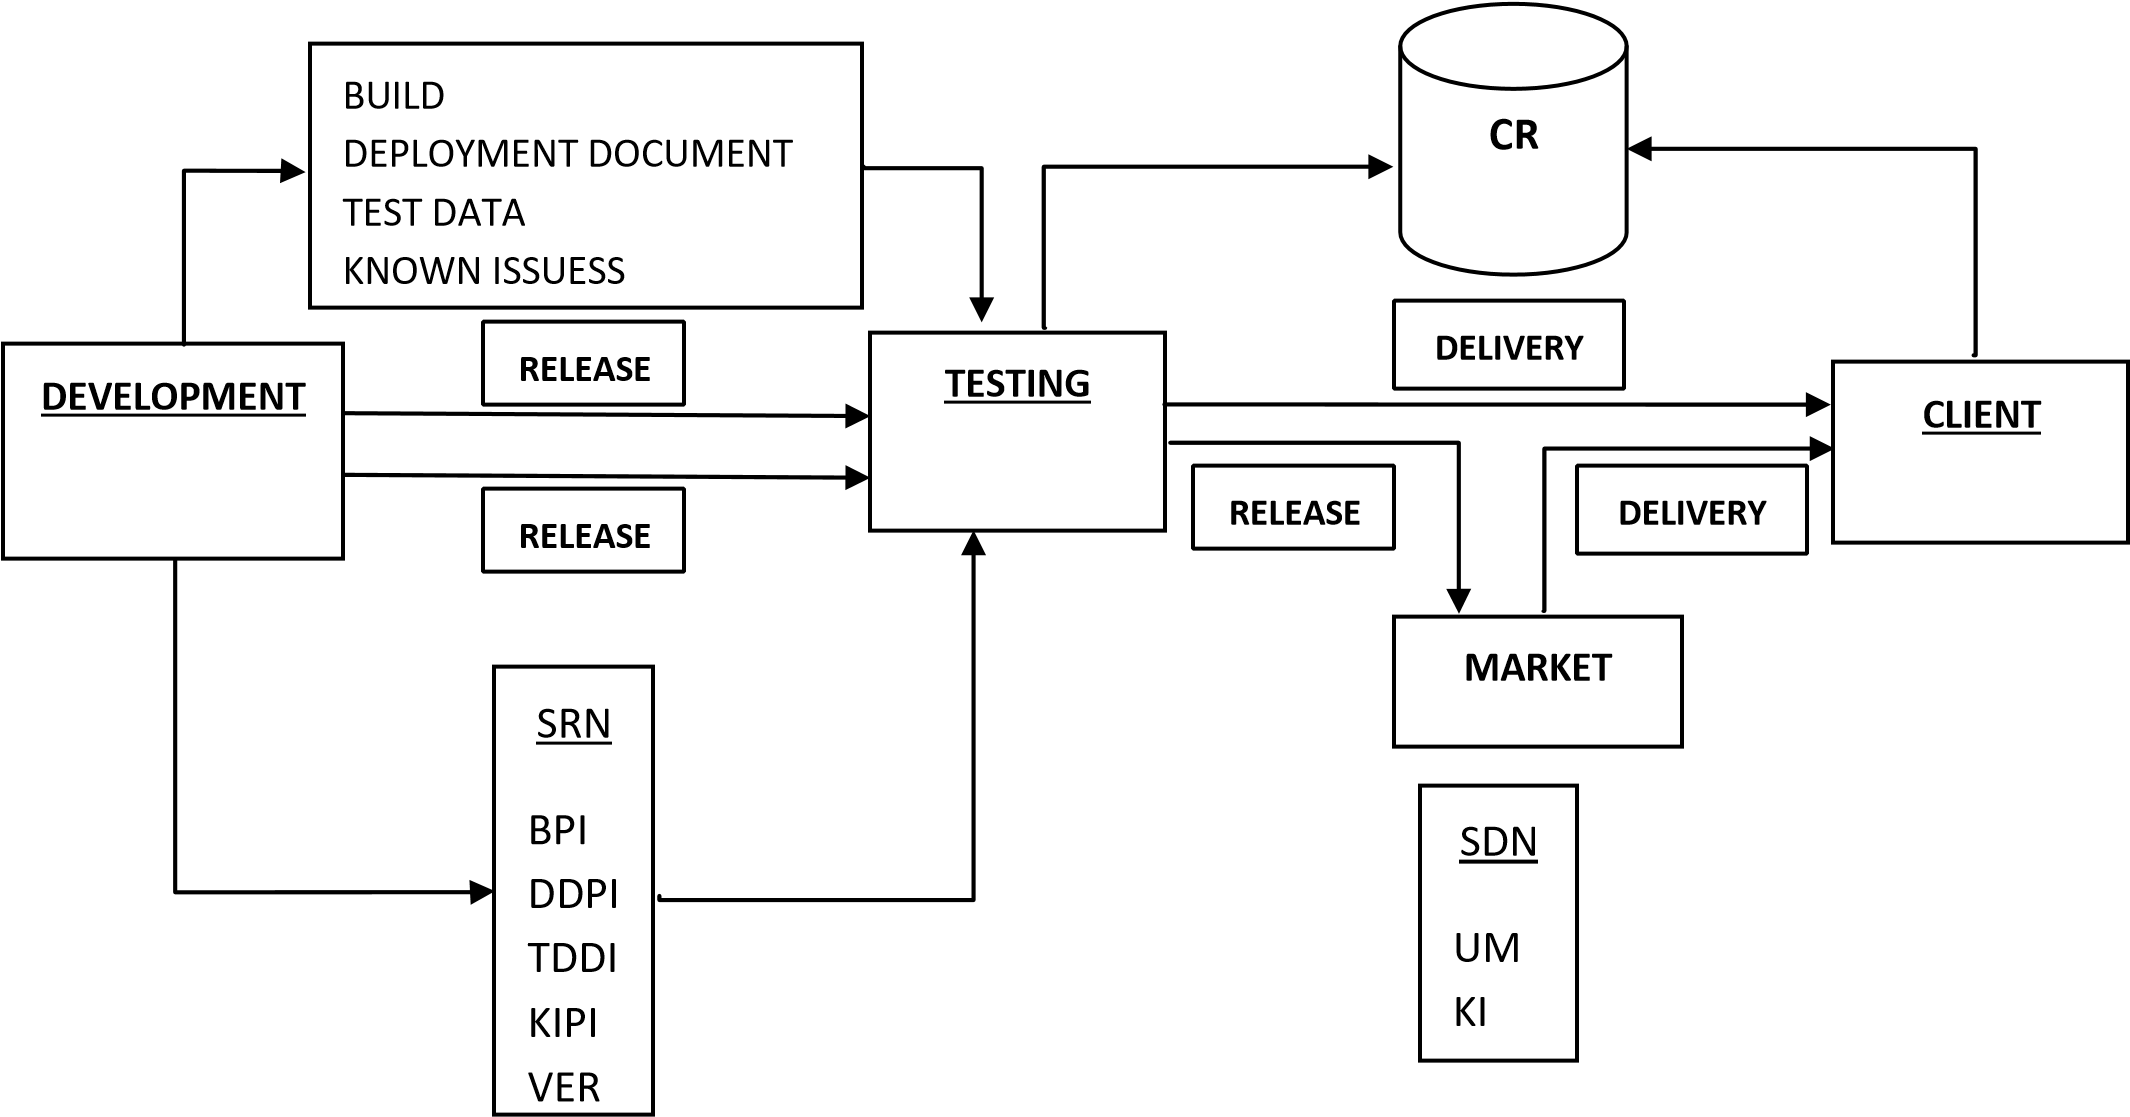 BUILD
DEPLOYMENT DOCUMENT
TEST DATA
KNOWN ISSUESS
CR
DEVELOPMENT
RELEASE
RELEASE
TESTING
DELIVERY
CLIENT
RELEASE
DELIVERY
MARKET
SRN
BPI
DDPI
TDDI
KIPI
VER
SDN
UM
KI